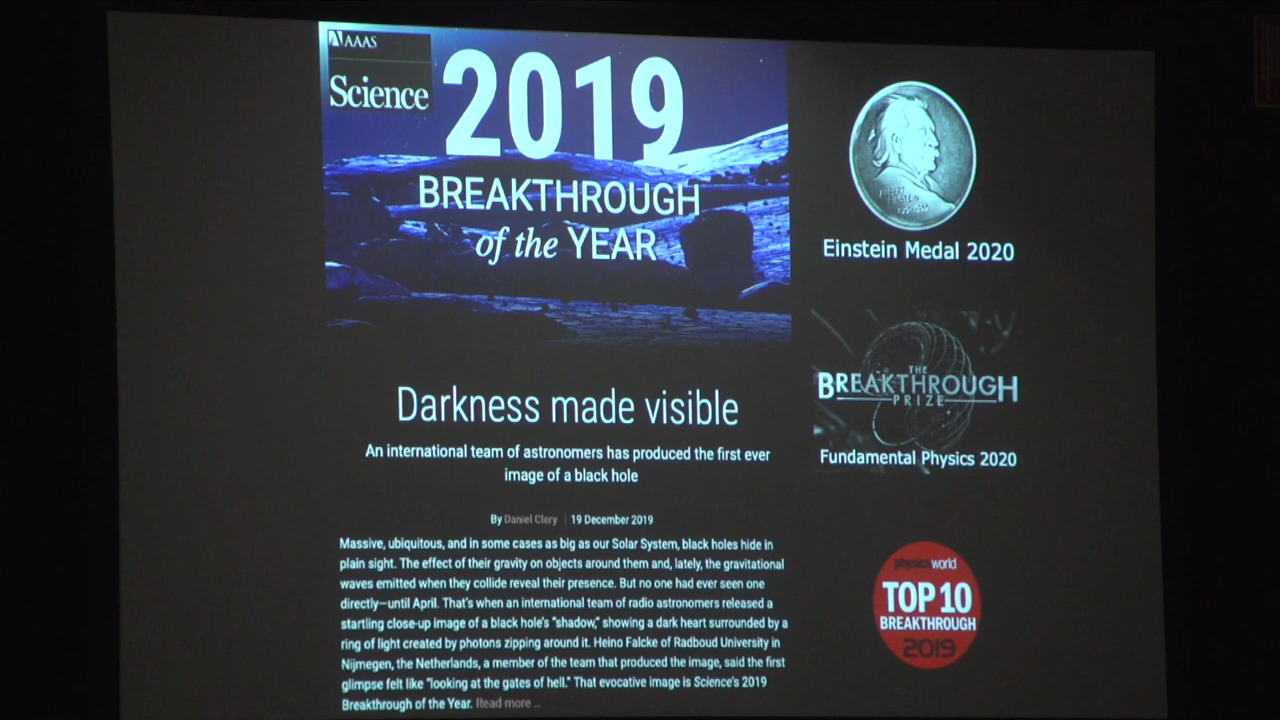 AAAS
Science
2019
BREAKTHROUGH
of the YEAR
Darkness made visible
An international team of astronomers has produced the first ever
image of a black hole
By Daniel Clery | 19 December 2019
Massive, ubiquitous, and in some cases as big as our Solar System, black holes hide in
plain sight. The effect of their gravity on objects around them and, lately, the gravitational
waves emitted when they collide reveal their presence. But no one had ever seen one
directly—until April. That's when an international team of radio astronomers released a
startling close-up image of a black hole's "shadow," showing a dark heart surrounded by a
ring of light created by photons zipping around it. Heino Falcke of Radboud University in
Nijmegen, the Netherlands, a member of the team that produced the image, said the first
glimpse felt like "looking at the gates of hell." That evocative image is Science's 2019
Breakthrough of the Year. Read more ...
ALBERT
EINSTEIN
Einstein Medal 2020
THE
BREAKTHROUGH
PRIZE
Fundamental Physics 2020
physicsworld
TOP 10
BREAKTHROUGH
2019